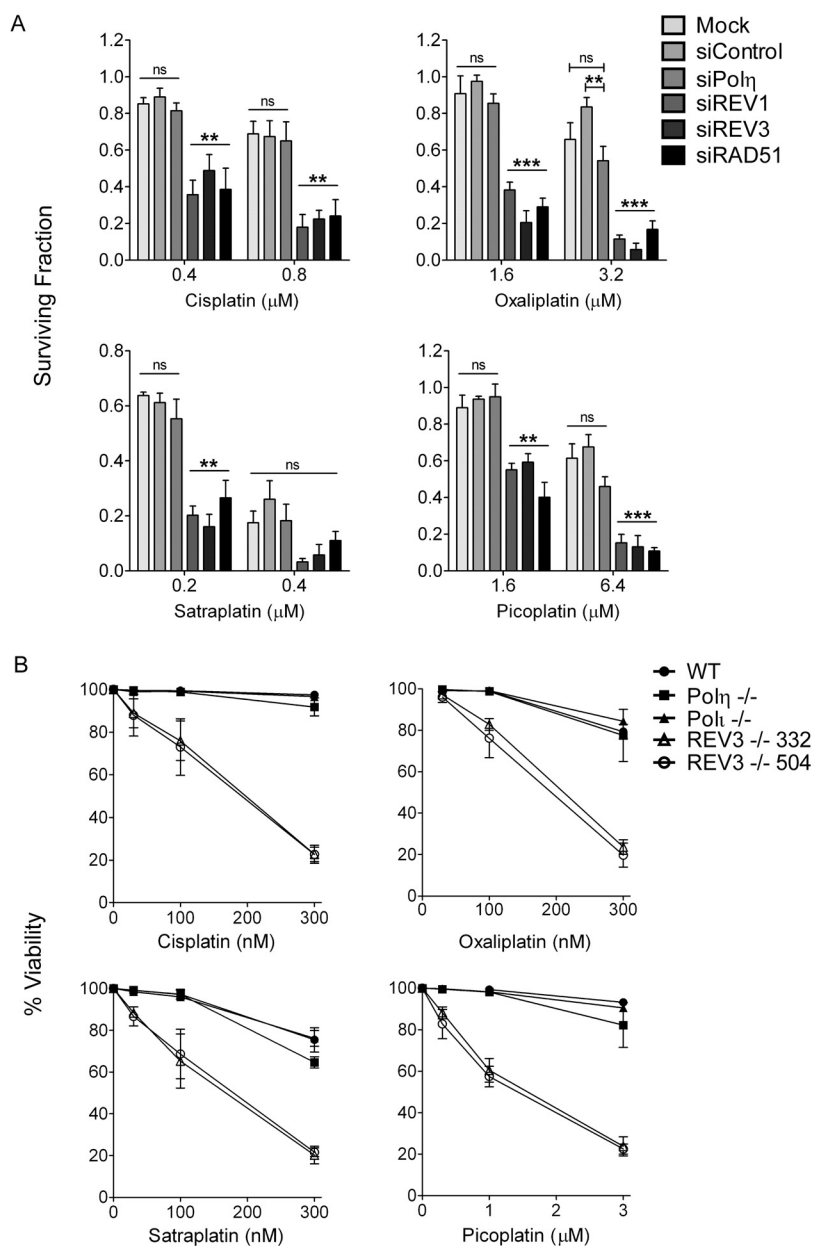 A
Mock
siControl
siPolη
siREV1
siREV3
siRAD51
Surviving Fraction
1.2
1.0
0.8
0.6
0.4
0.2
0.0
ns
**
ns
**
0.4 0.8
Cisplatin (μM)
1.2
1.0
0.8
0.6
0.4
0.2
0.0
ns
***
ns
**
***
1.6 3.2
Oxaliplatin (μM)
0.8
0.6
0.4
0.2
0.0
ns
**
ns
0.2 0.4
Satraplatin (μM)
1.2
1.0
0.8
0.6
0.4
0.2
0.0
ns
**
ns
***
1.6 6.4
Picoplatin (μM)
B
WT
Polη -/-
Polι -/-
REV3 -/- 332
REV3 -/- 504
% Viability
100
80
60
40
20
0
0 100 200 300
Cisplatin (nM)
100
80
60
40
20
0
0 100 200 300
Oxaliplatin (nM)
100
80
60
40
20
0
0 100 200 300
Satraplatin (nM)
100
80
60
40
20
0
0 1 2 3
Picoplatin (μM)